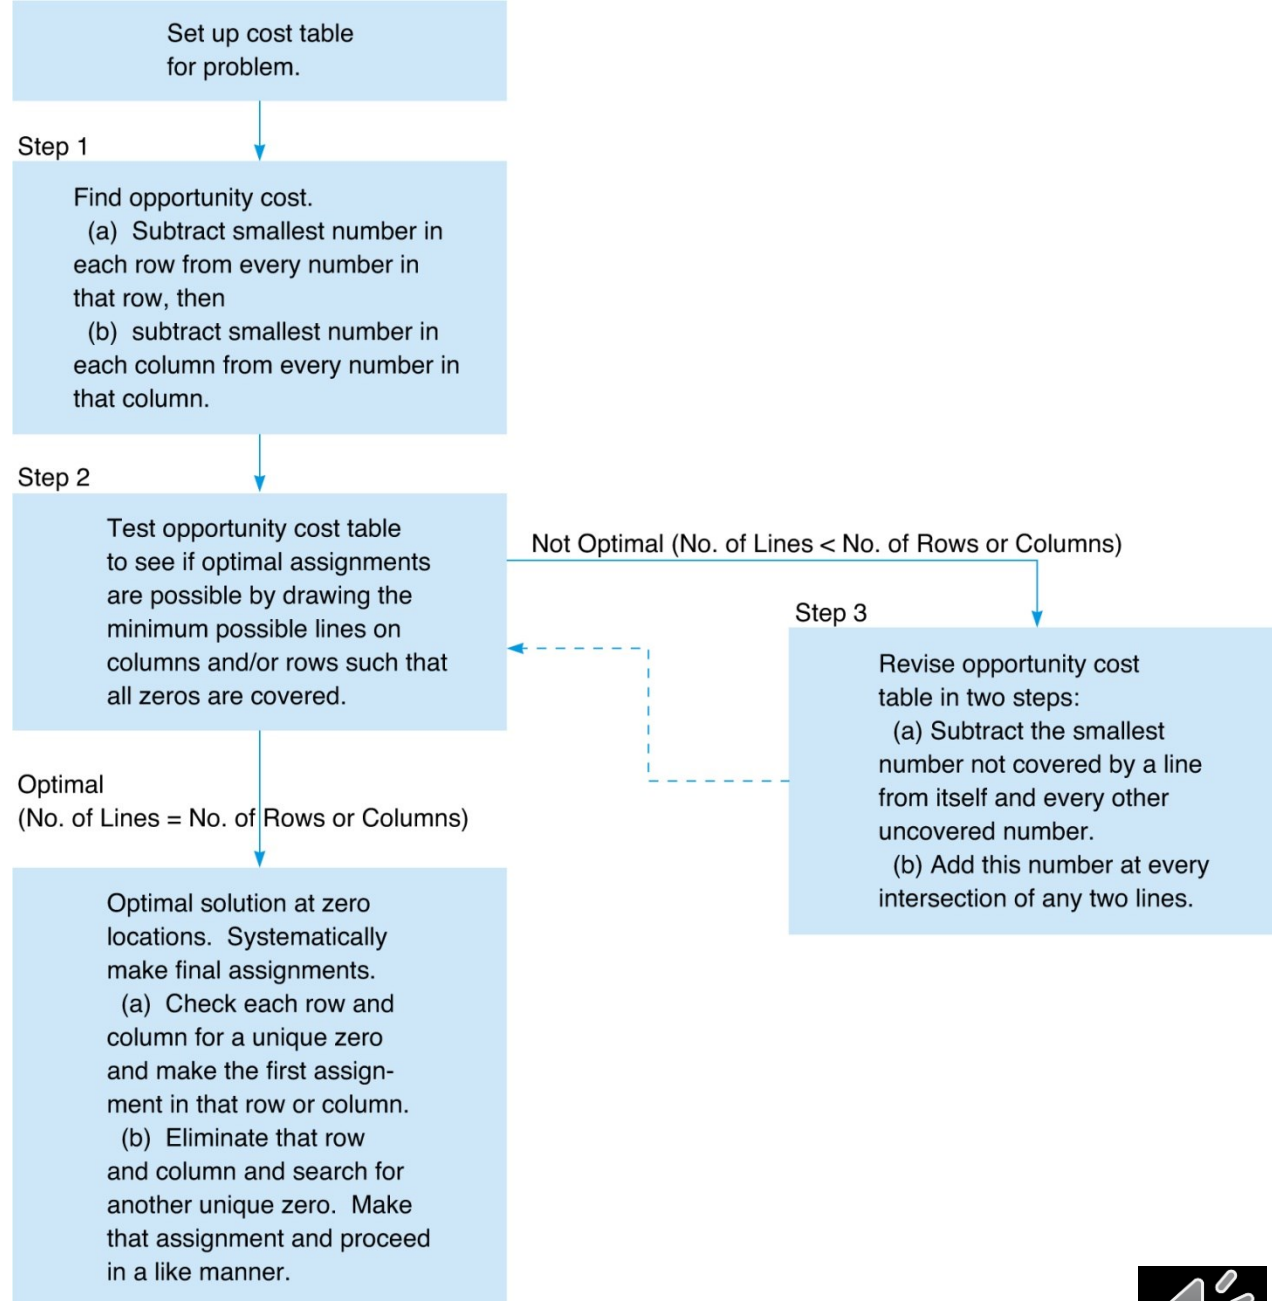 Set up cost table
for problem.
Step 1
Find opportunity cost.
(a) Subtract smallest number in
each row from every number in
that row, then
(b) subtract smallest number in
each column from every number in
that column.
Step 2
Test opportunity cost table
to see if optimal assignments
are possible by drawing the
minimum possible lines on
columns and/or rows such that
all zeros are covered.
Not Optimal (No. of Lines < No. of Rows or Columns)
Step 3
Revise opportunity cost
table in two steps:
(a) Subtract the smallest
number not covered by a line
from itself and every other
uncovered number.
(b) Add this number at every
intersection of any two lines.
Optimal
(No. of Lines = No. of Rows or Columns)
Optimal solution at zero
locations. Systematically
make final assignments.
(a) Check each row and
column for a unique zero
and make the first assign-
ment in that row or column.
(b) Eliminate that row
and column and search for
another unique zero. Make
that assignment and proceed
in a like manner.